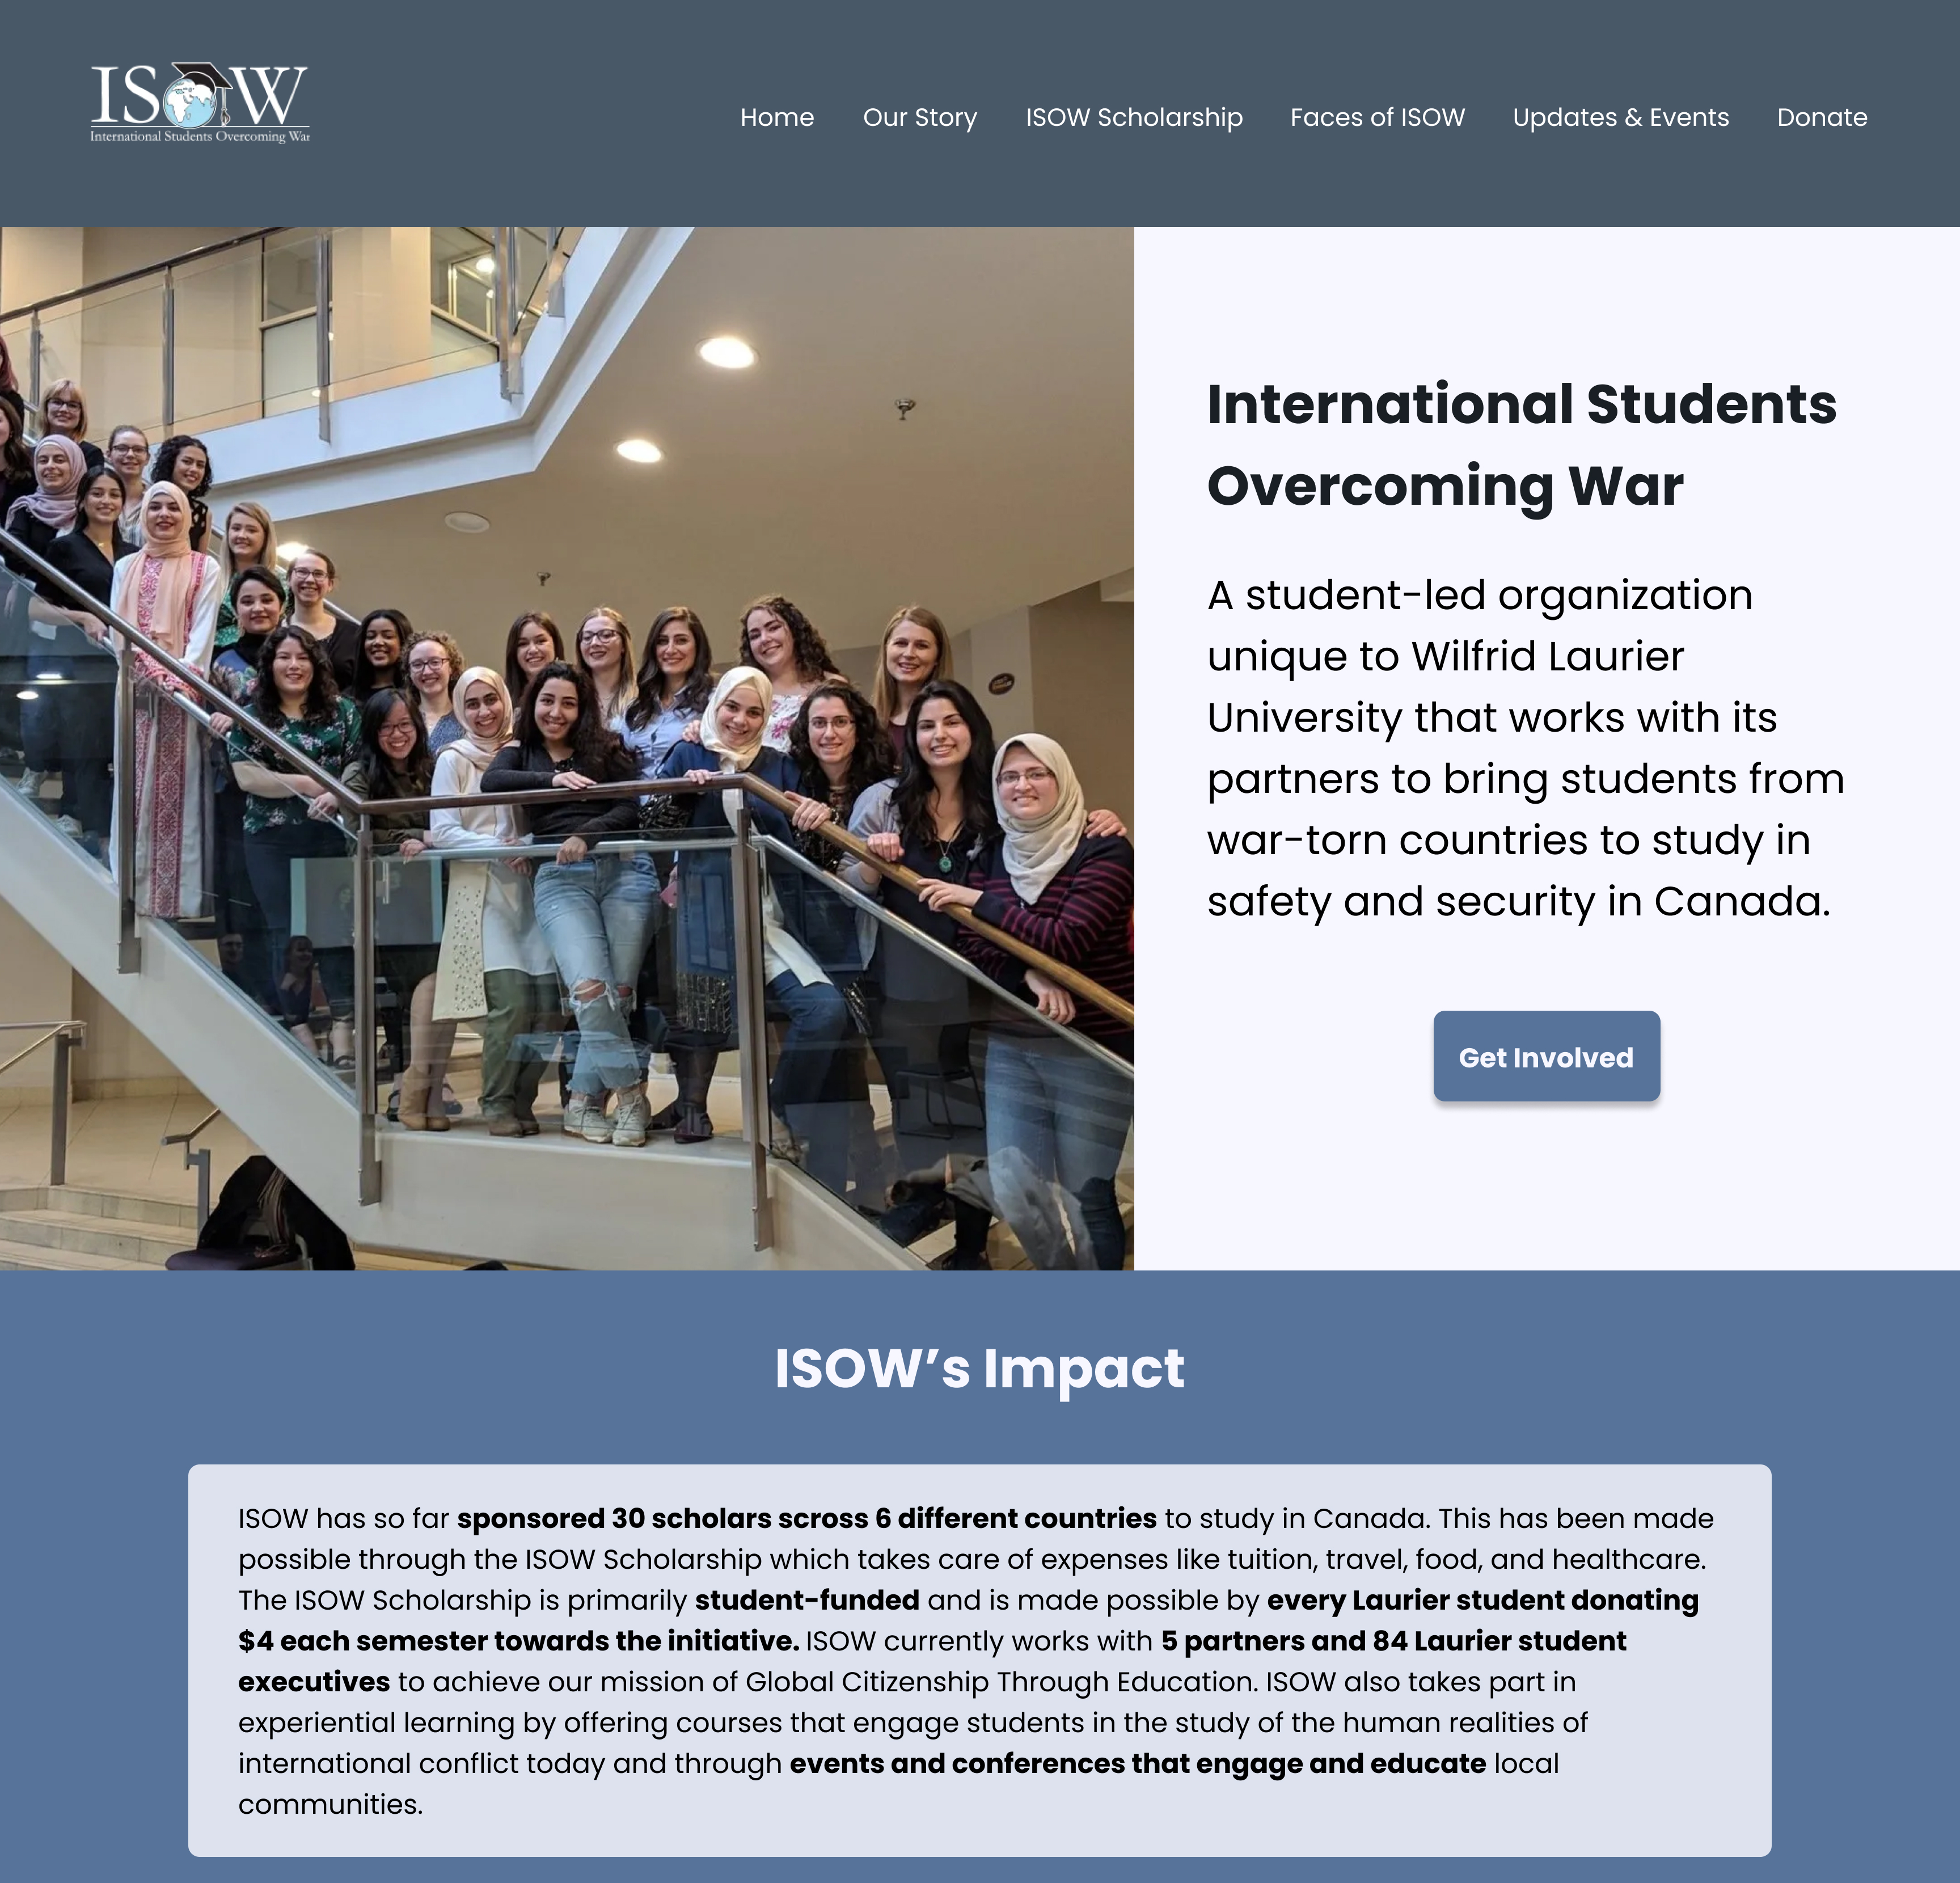 ISOW
International Students Overcoming War
Home Our Story ISOW Scholarship Faces of ISOW Updates & Events Donate
International Students
Overcoming War
A student-led organization
unique to Wilfrid Laurier
University that works with its
partners to bring students from
war-torn countries to study in
safety and security in Canada.
Get Involved
ISOW’s Impact
ISOW has so far sponsored 30 scholars scross 6 different countries to study in Canada. This has been made
possible through the ISOW Scholarship which takes care of expenses like tuition, travel, food, and healthcare.
The ISOW Scholarship is primarily student-funded and is made possible by every Laurier student donating
$4 each semester towards the initiative. ISOW currently works with 5 partners and 84 Laurier student
executives to achieve our mission of Global Citizenship Through Education. ISOW also takes part in
experiential learning by offering courses that engage students in the study of the human realities of
international conflict today and through events and conferences that engage and educate local
communities.